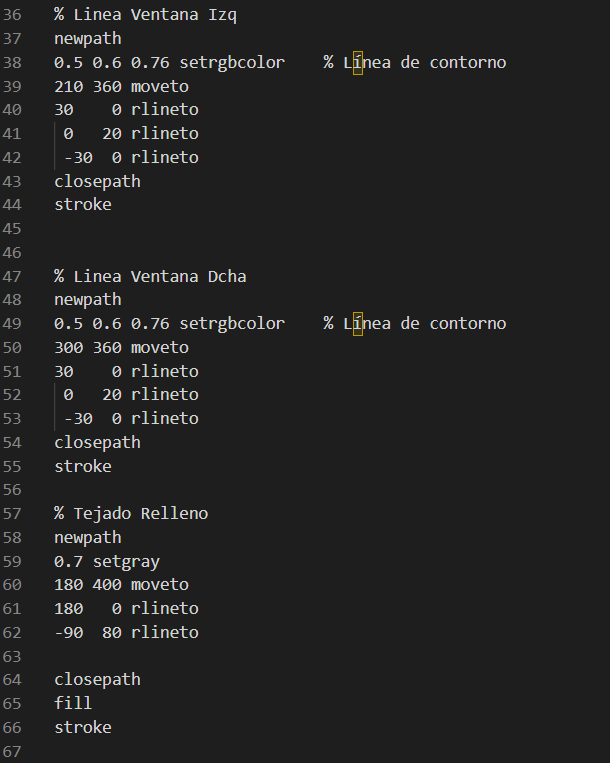 36 % Linea Ventana Izq
37 newpath
38 0.5 0.6 0.76 setrgbcolor    % Línea de contorno
39 210 360 moveto
40 30    0 rlineto
41  0   20 rlineto
42  -30  0 rlineto
43 closepath
44 stroke
45
46
47 % Linea Ventana Dcha
48 newpath
49 0.5 0.6 0.76 setrgbcolor    % Línea de contorno
50 300 360 moveto
51 30    0 rlineto
52  0   20 rlineto
53  -30  0 rlineto
54 closepath
55 stroke
56
57 % Tejado Relleno
58 newpath
59 0.7 setgray
60 180 400 moveto
61 180   0 rlineto
62 -90  80 rlineto
63
64 closepath
65 fill
66 stroke
67